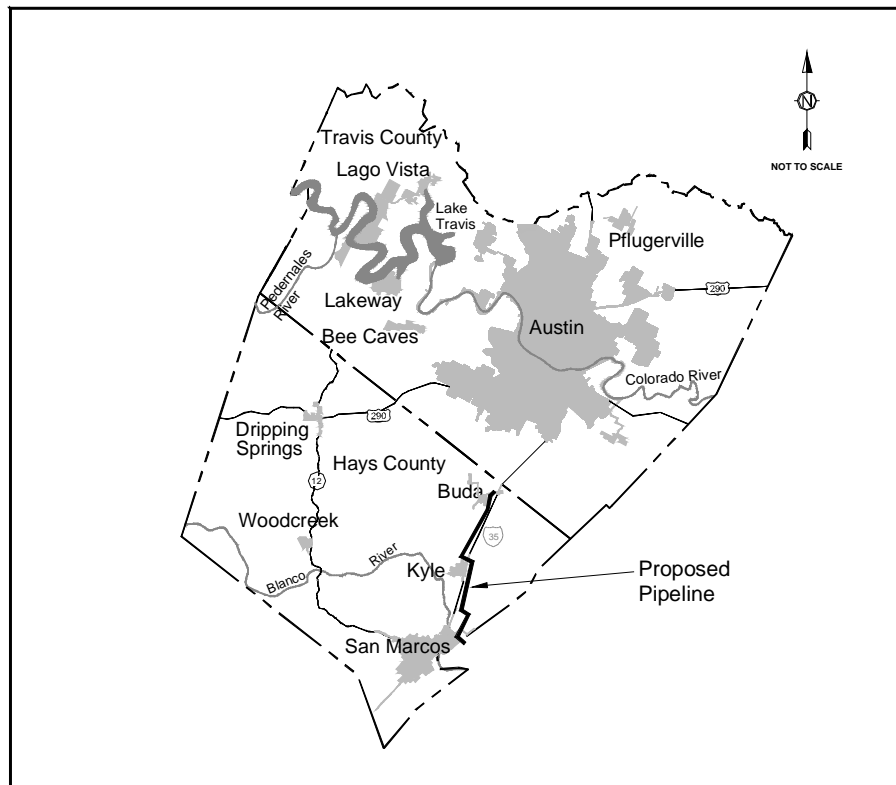 N
NOT TO SCALE
Travis County
Lago Vista
Lake
Travis
Pflugerville
Pedernales
River
290
Lakeway
Austin
Bee Caves
Colorado River
290
Dripping
Springs
Hays County
12
Buda
Woodcreek
35
River
Blanco
Kyle
Proposed
Pipeline
San Marcos